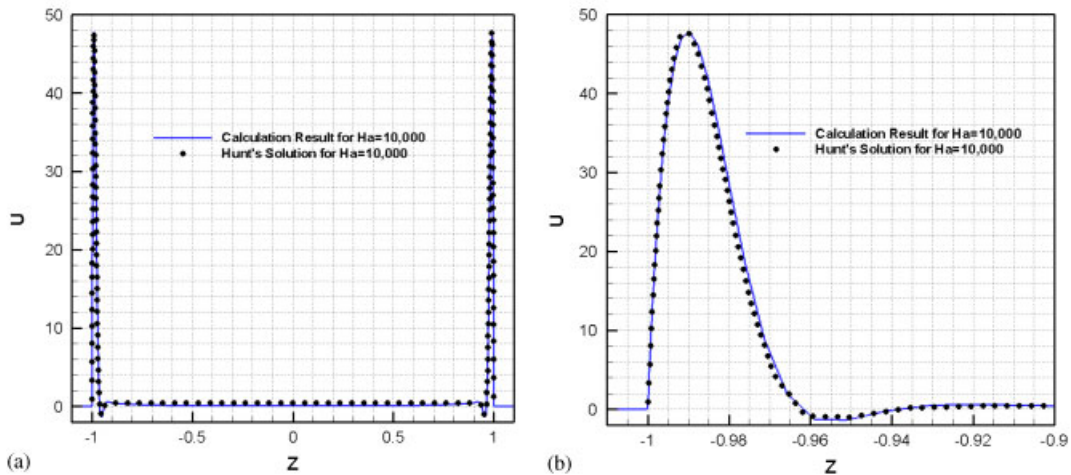 50
40
30
20
10
0
u
Calculation Result for Ha=10,000
Hunt's Solution for Ha=10,000
-1 -0.5 0 0.5 1
z
(a)
50
40
30
20
10
0
u
Calculation Result for Ha=10,000
Hunt's Solution for Ha=10,000
-1 -0.98 -0.96 -0.94 -0.92 -0.9
z
(b)